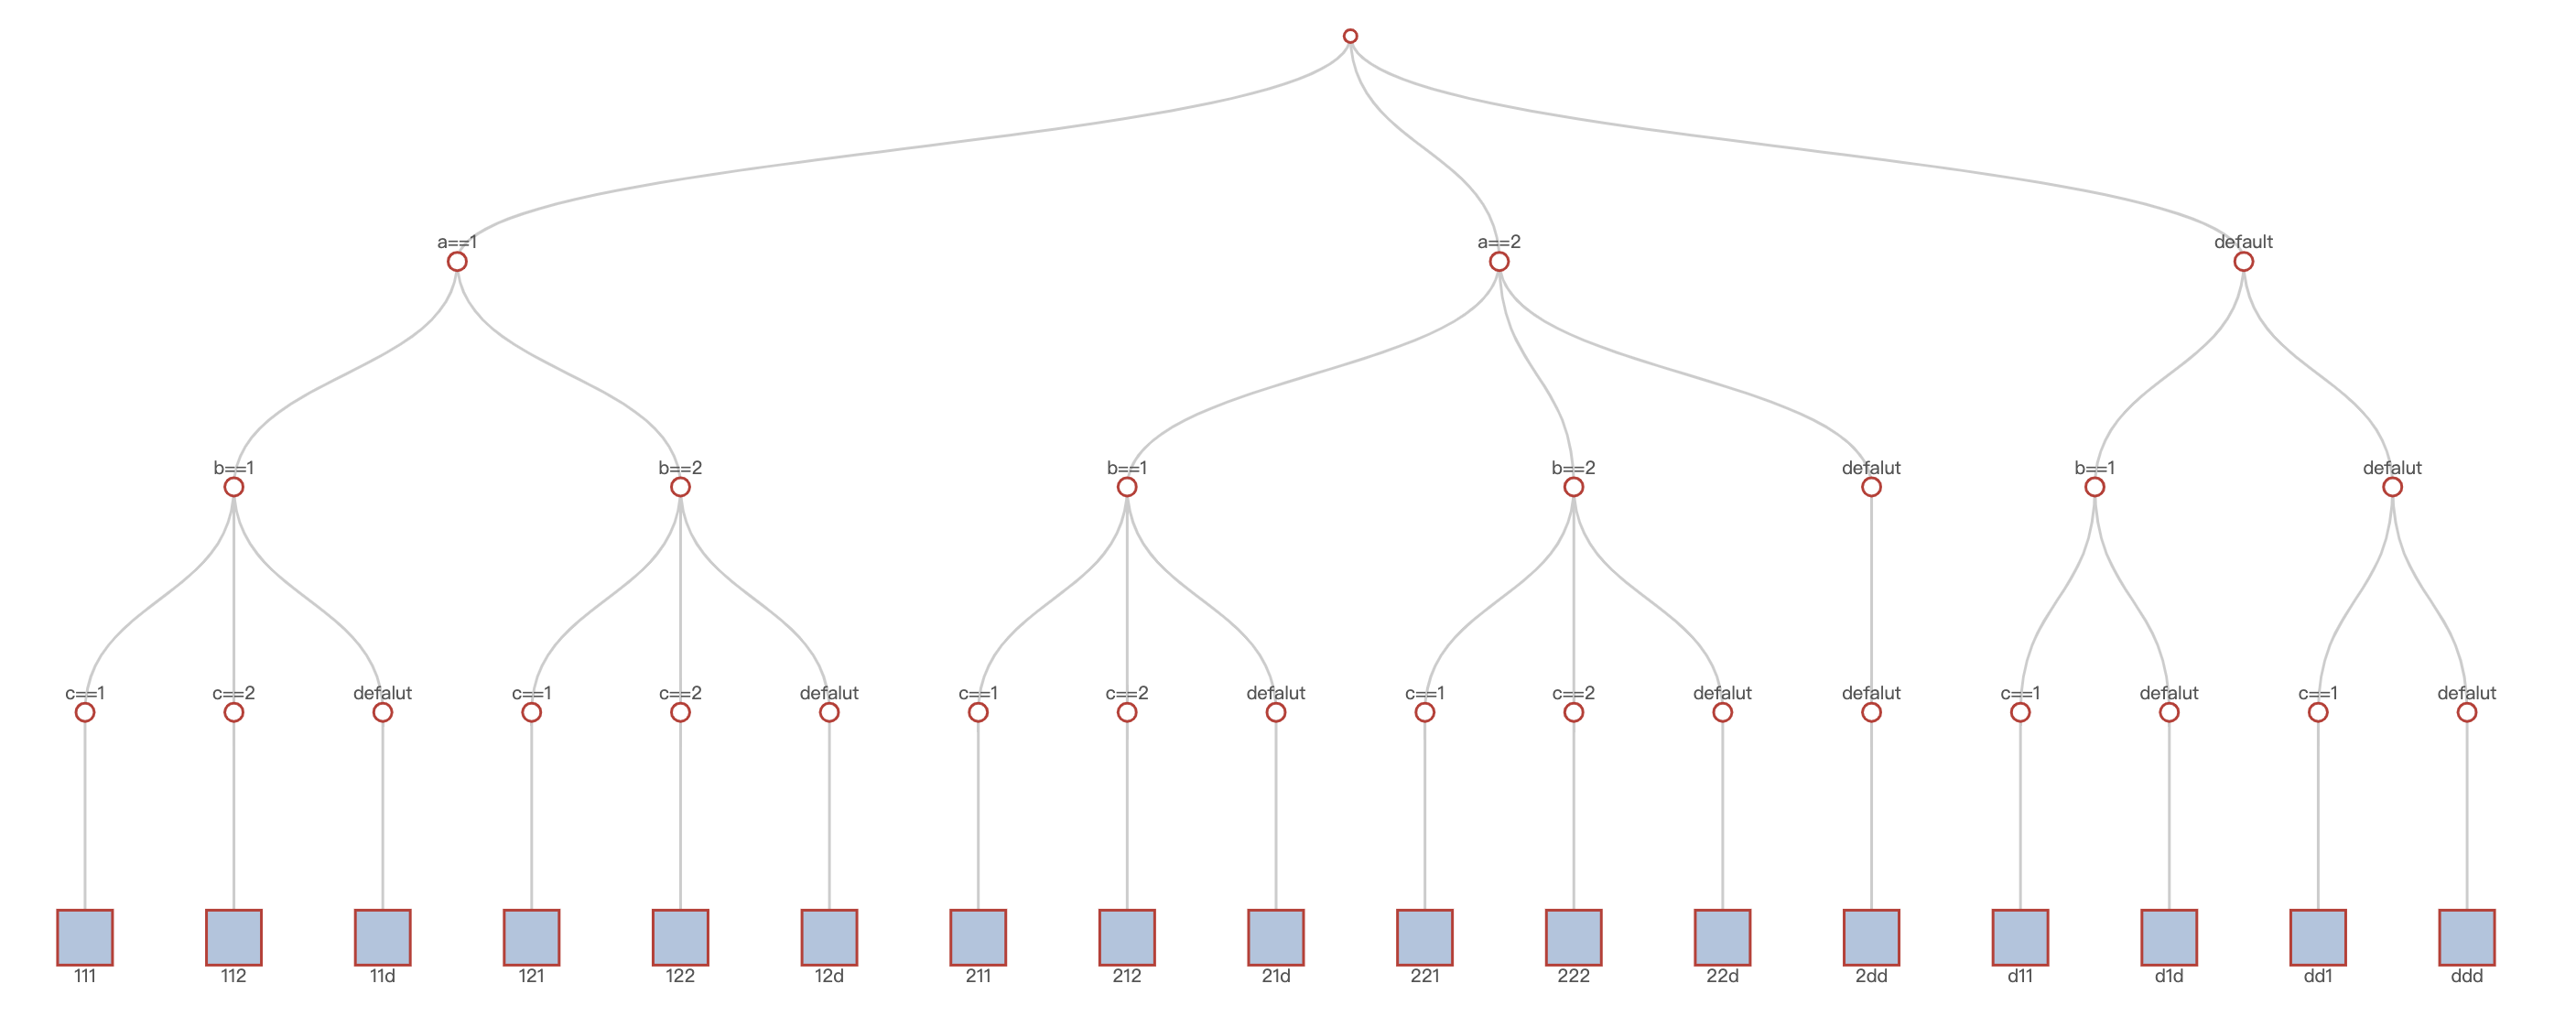 a==1 a==2 default
b==1 b==2 b==1 b==2 defalut b==1 defalut
c==1 c==2 defalut c==1 c==2 defalut c==1 c==2 defalut c==1 c==2 defalut defalut c==1 defalut c==1 defalut
111 112 11d 121 122 12d 211 212 21d 221 222 22d 2dd d11 d1d dd1 ddd